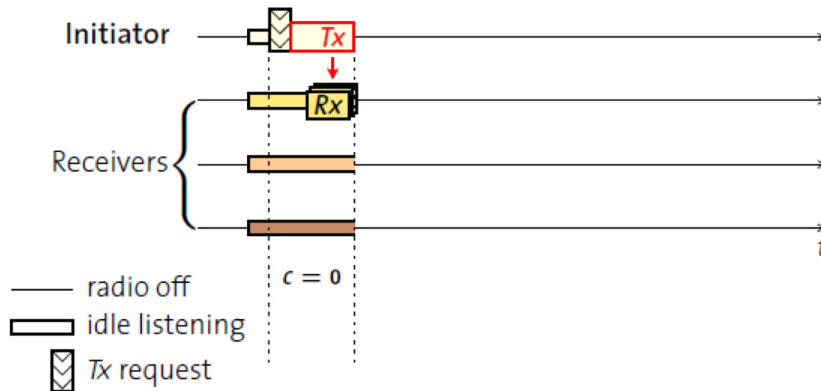 Initiator
Tx
Rx
Receivers
t
c = 0
radio off
idle listening
Tx request